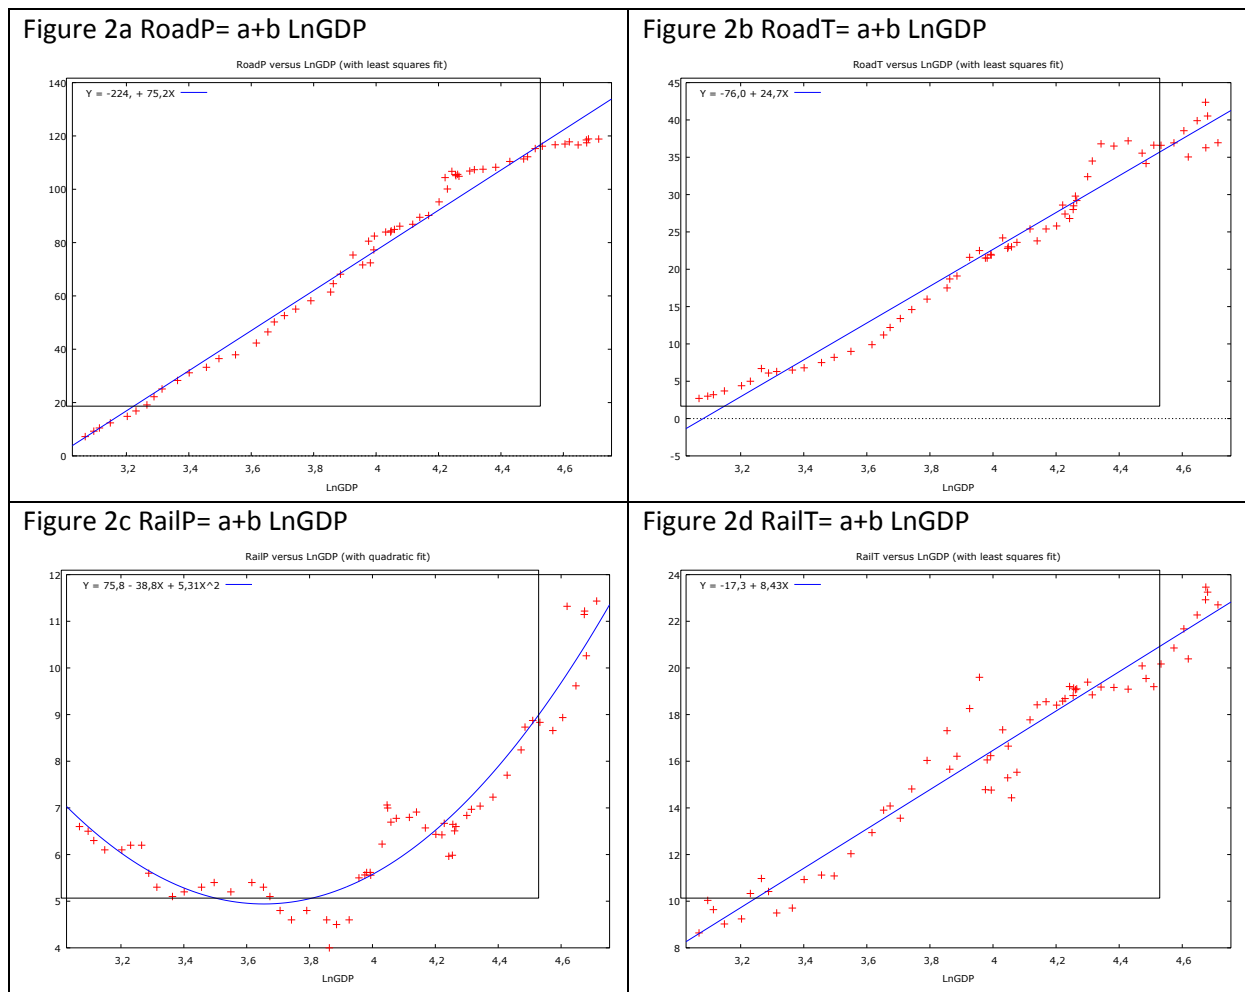 Figure 2a RoadP= a+b LnGDP
RoadP versus LnGDP (with least squares fit)
Y = -224, + 75,2X
140
120
100
80
60
40
20
0
3,2 3,4 3,6 3,8 4 4,2 4,4 4,6
LnGDP
Figure 2b RoadT= a+b LnGDP
RoadT versus LnGDP (with least squares fit)
Y = -76,0 + 24,7X
45
40
35
30
25
20
15
10
5
0
-5
3,2 3,4 3,6 3,8 4 4,2 4,4 4,6
LnGDP
Figure 2c RailP= a+b LnGDP
RailP versus LnGDP (with quadratic fit)
Y = 75,8 - 38,8X + 5,31X^2
12
11
10
9
8
7
6
5
4
3,2 3,4 3,6 3,8 4 4,2 4,4 4,6
LnGDP
Figure 2d RailT= a+b LnGDP
RailT versus LnGDP (with least squares fit)
Y = -17,3 + 8,43X
24
22
20
18
16
14
12
10
8
3,2 3,4 3,6 3,8 4 4,2 4,4 4,6
LnGDP